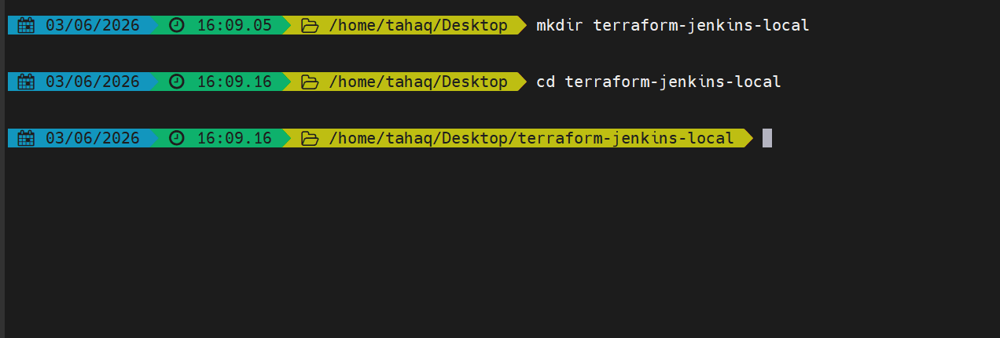 03/06/2026 16:09.05 /home/tahaq/Desktop mkdir terraform-jenkins-local
03/06/2026 16:09.16 /home/tahaq/Desktop cd terraform-jenkins-local
03/06/2026 16:09.16 /home/tahaq/Desktop/terraform-jenkins-local